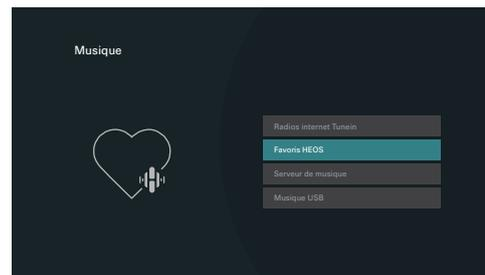 Musique
Radios internet Tunein
Favoris HEOS
Serveur de musique
Musique USB